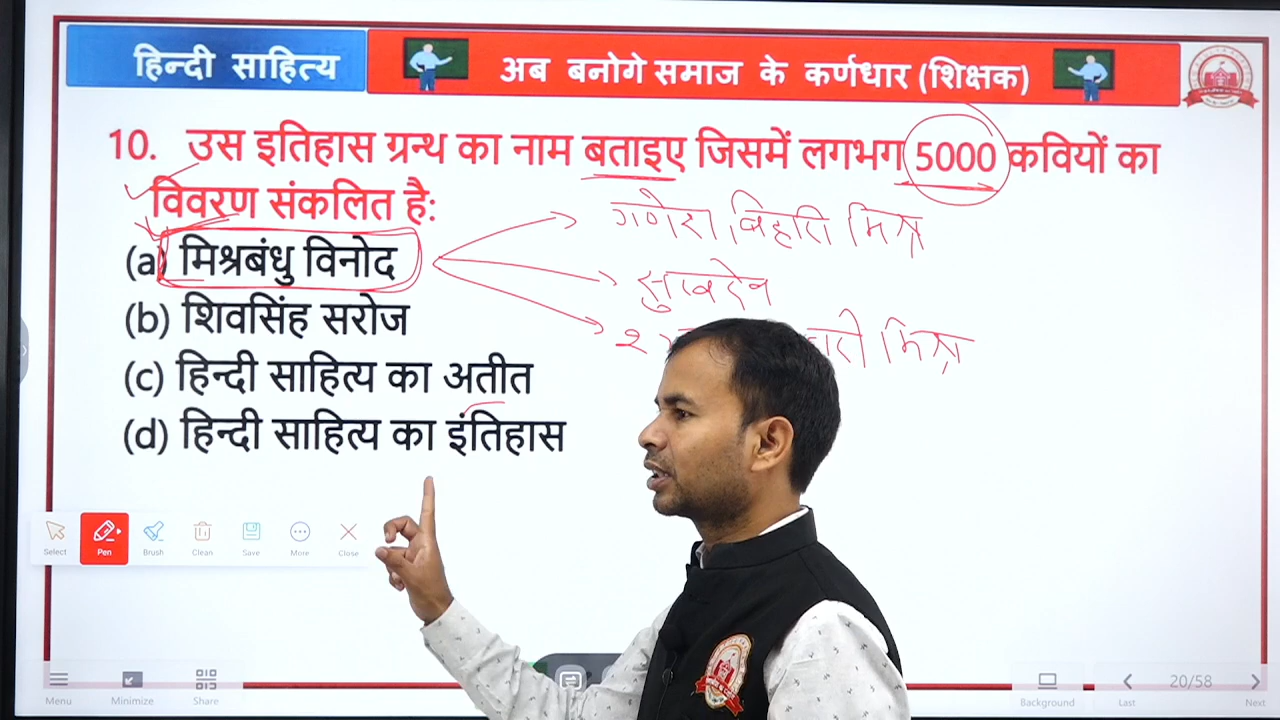 हिन्दी साहित्य
अब बनोगे समाज के कर्णधार (शिक्षक)
10. उस इतिहास ग्रन्थ का नाम बताइए जिसमें लगभग 5000 कवियों का
विवरण संकलित है:
(a) मिश्रबंधु विनोद
(b) शिवसिंह सरोज
(c) हिन्दी साहित्य का अतीत
(d) हिन्दी साहित्य का इतिहास
गणेश बिहारी मिश्र
सुखदेव
मिश्र
Select
Pen
Brush
Clean
Save
More
Close
Menu
Minimize
Share
Background
Last
20/58
Next